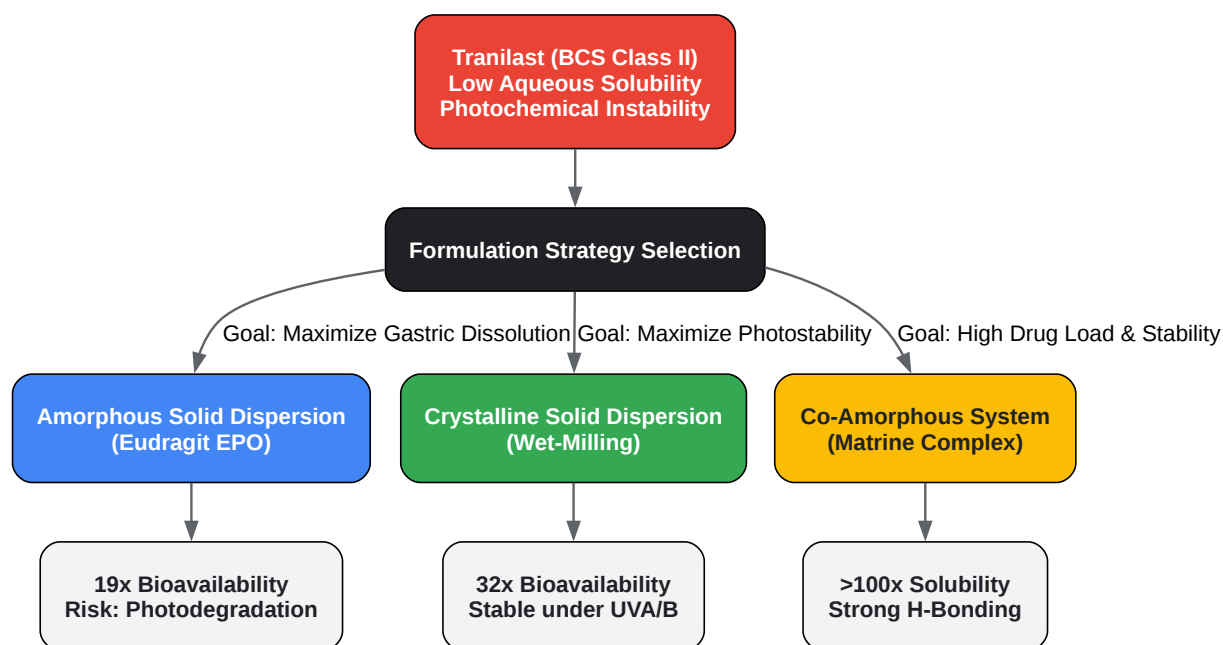 Tranilast (BCS Class II)
Low Aqueous Solubility
Photochemical Instability
Formulation Strategy Selection
Goal: Maximize Gastric Dissolution
Goal: Maximize Photostability
Goal: High Drug Load & Stability
Amorphous Solid Dispersion
(Eudragit EPO)
Crystalline Solid Dispersion
(Wet-Milling)
Co-Amorphous System
(Matrine Complex)
19x Bioavailability
Risk: Photodegradation
32x Bioavailability
Stable under UVA/B
>100x Solubility
Strong H-Bonding